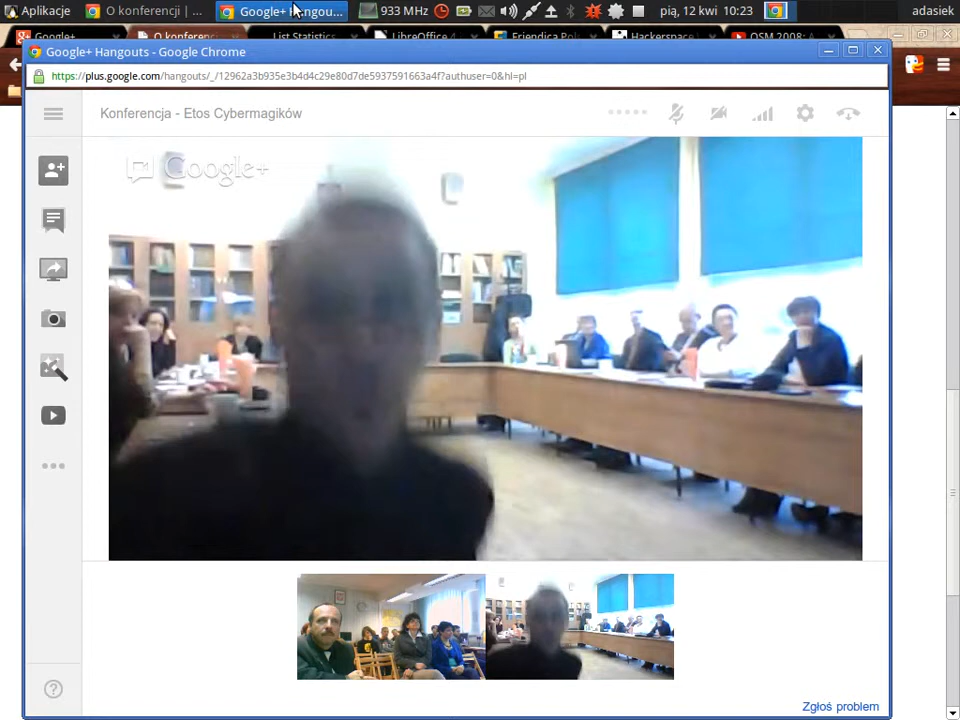 Aplikacje
O konferencji | ...
Google+ Hangou...
933 MHz
pią, 12 kwi 10:23
adasiek
Google+
O konferenc
List Statistics
LibreOffice 4
Friendica Pol
Hackerspace
OSM 2008:
Google+ Hangouts - Google Chrome
https://plus.google.com/hangouts/_/12962a3b935e3b4d4c29e80d7de5937591663a4f?authuser=0&hl=pl
Konferencja - Etos Cybermagików
Google+
Zgłoś problem